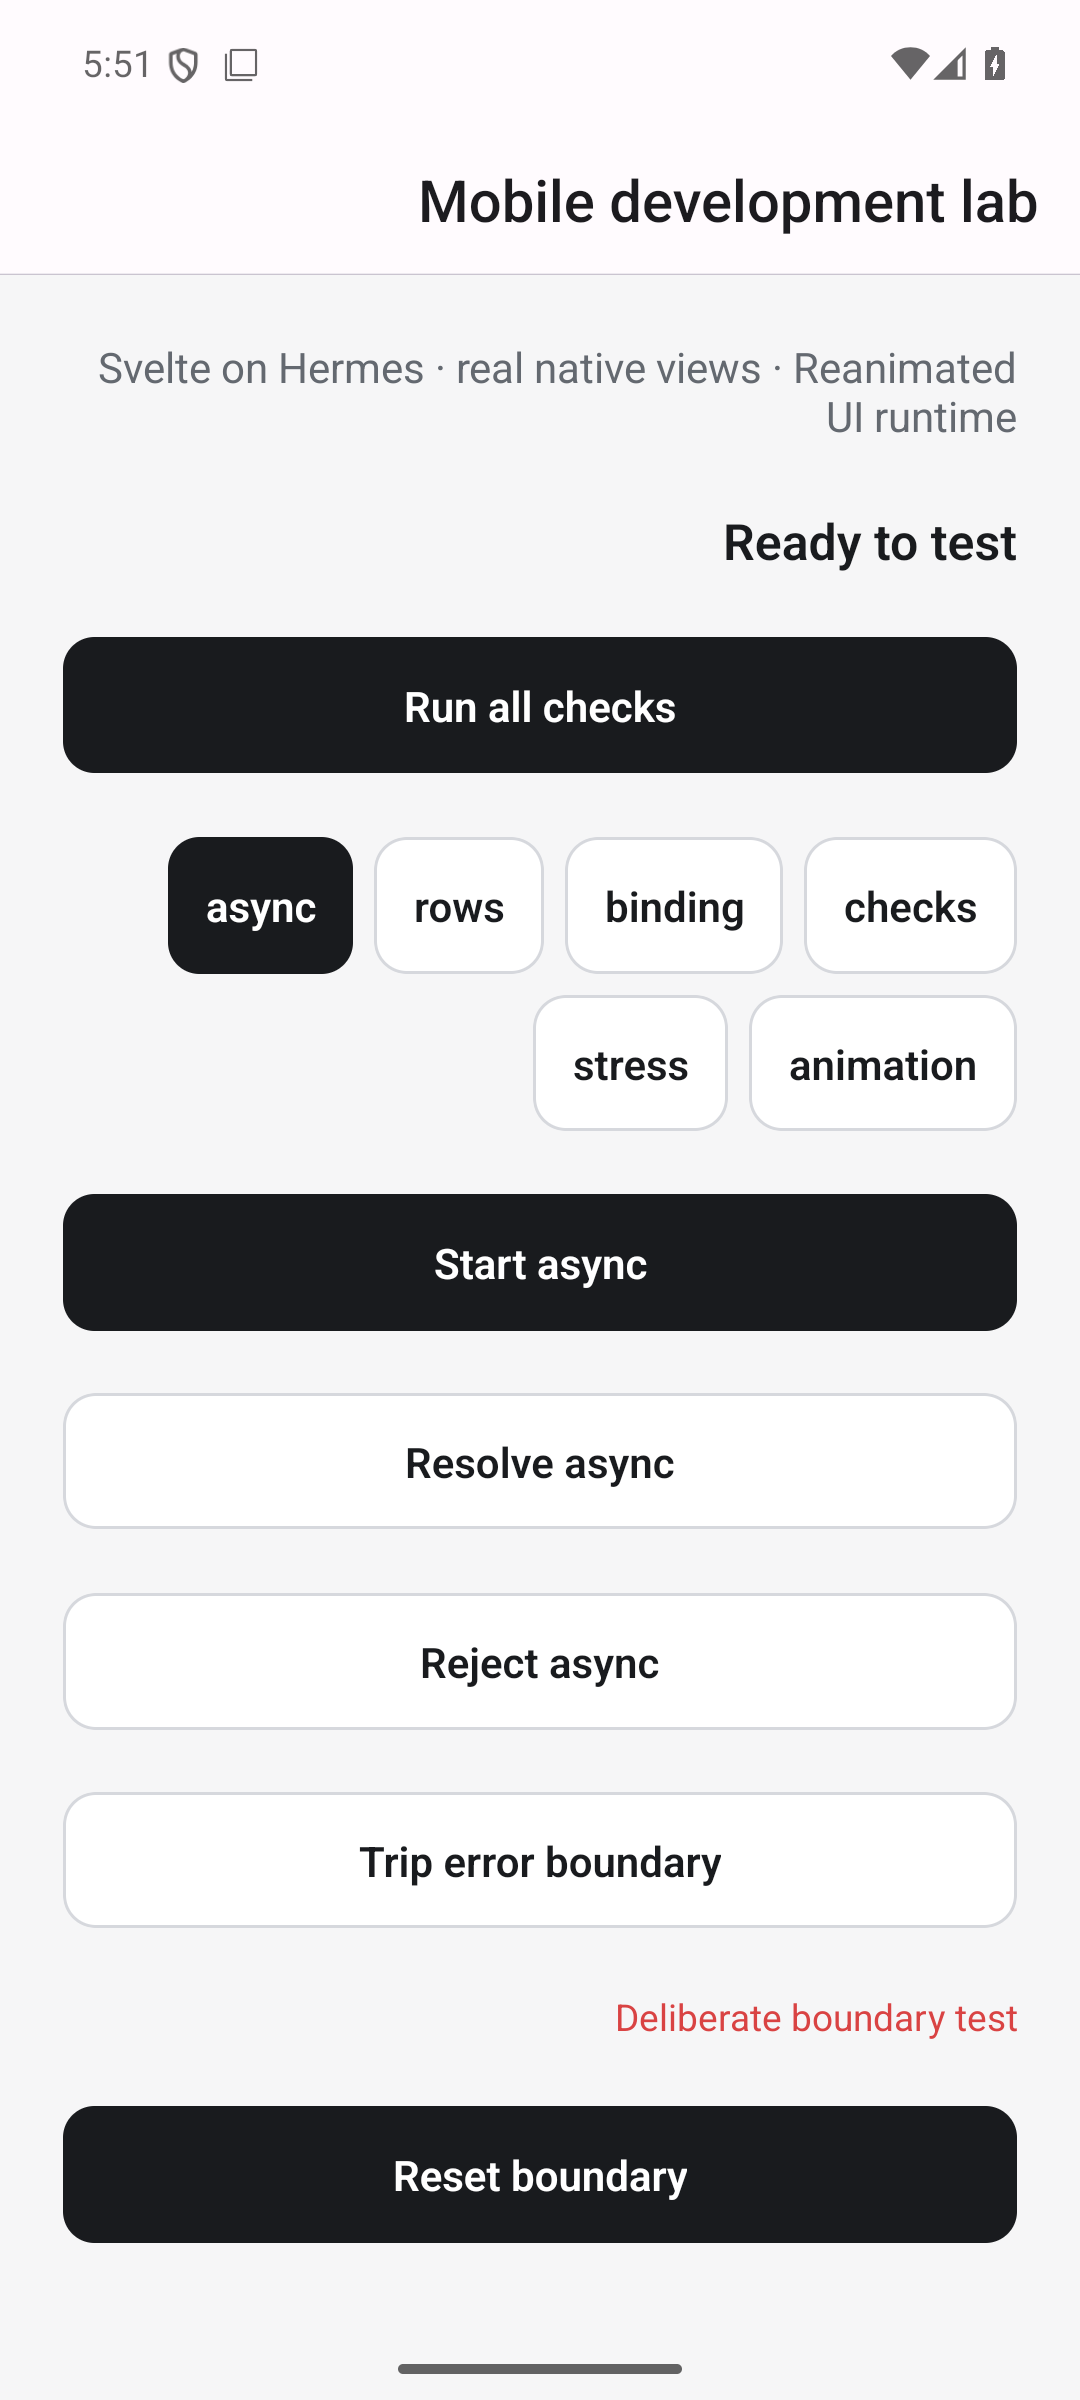 5:51
Mobile development lab
Svelte on Hermes · real native views · Reanimated
UI runtime
Ready to test
Run all checks
async rows binding checks
stress animation
Start async
Resolve async
Reject async
Trip error boundary
Deliberate boundary test
Reset boundary